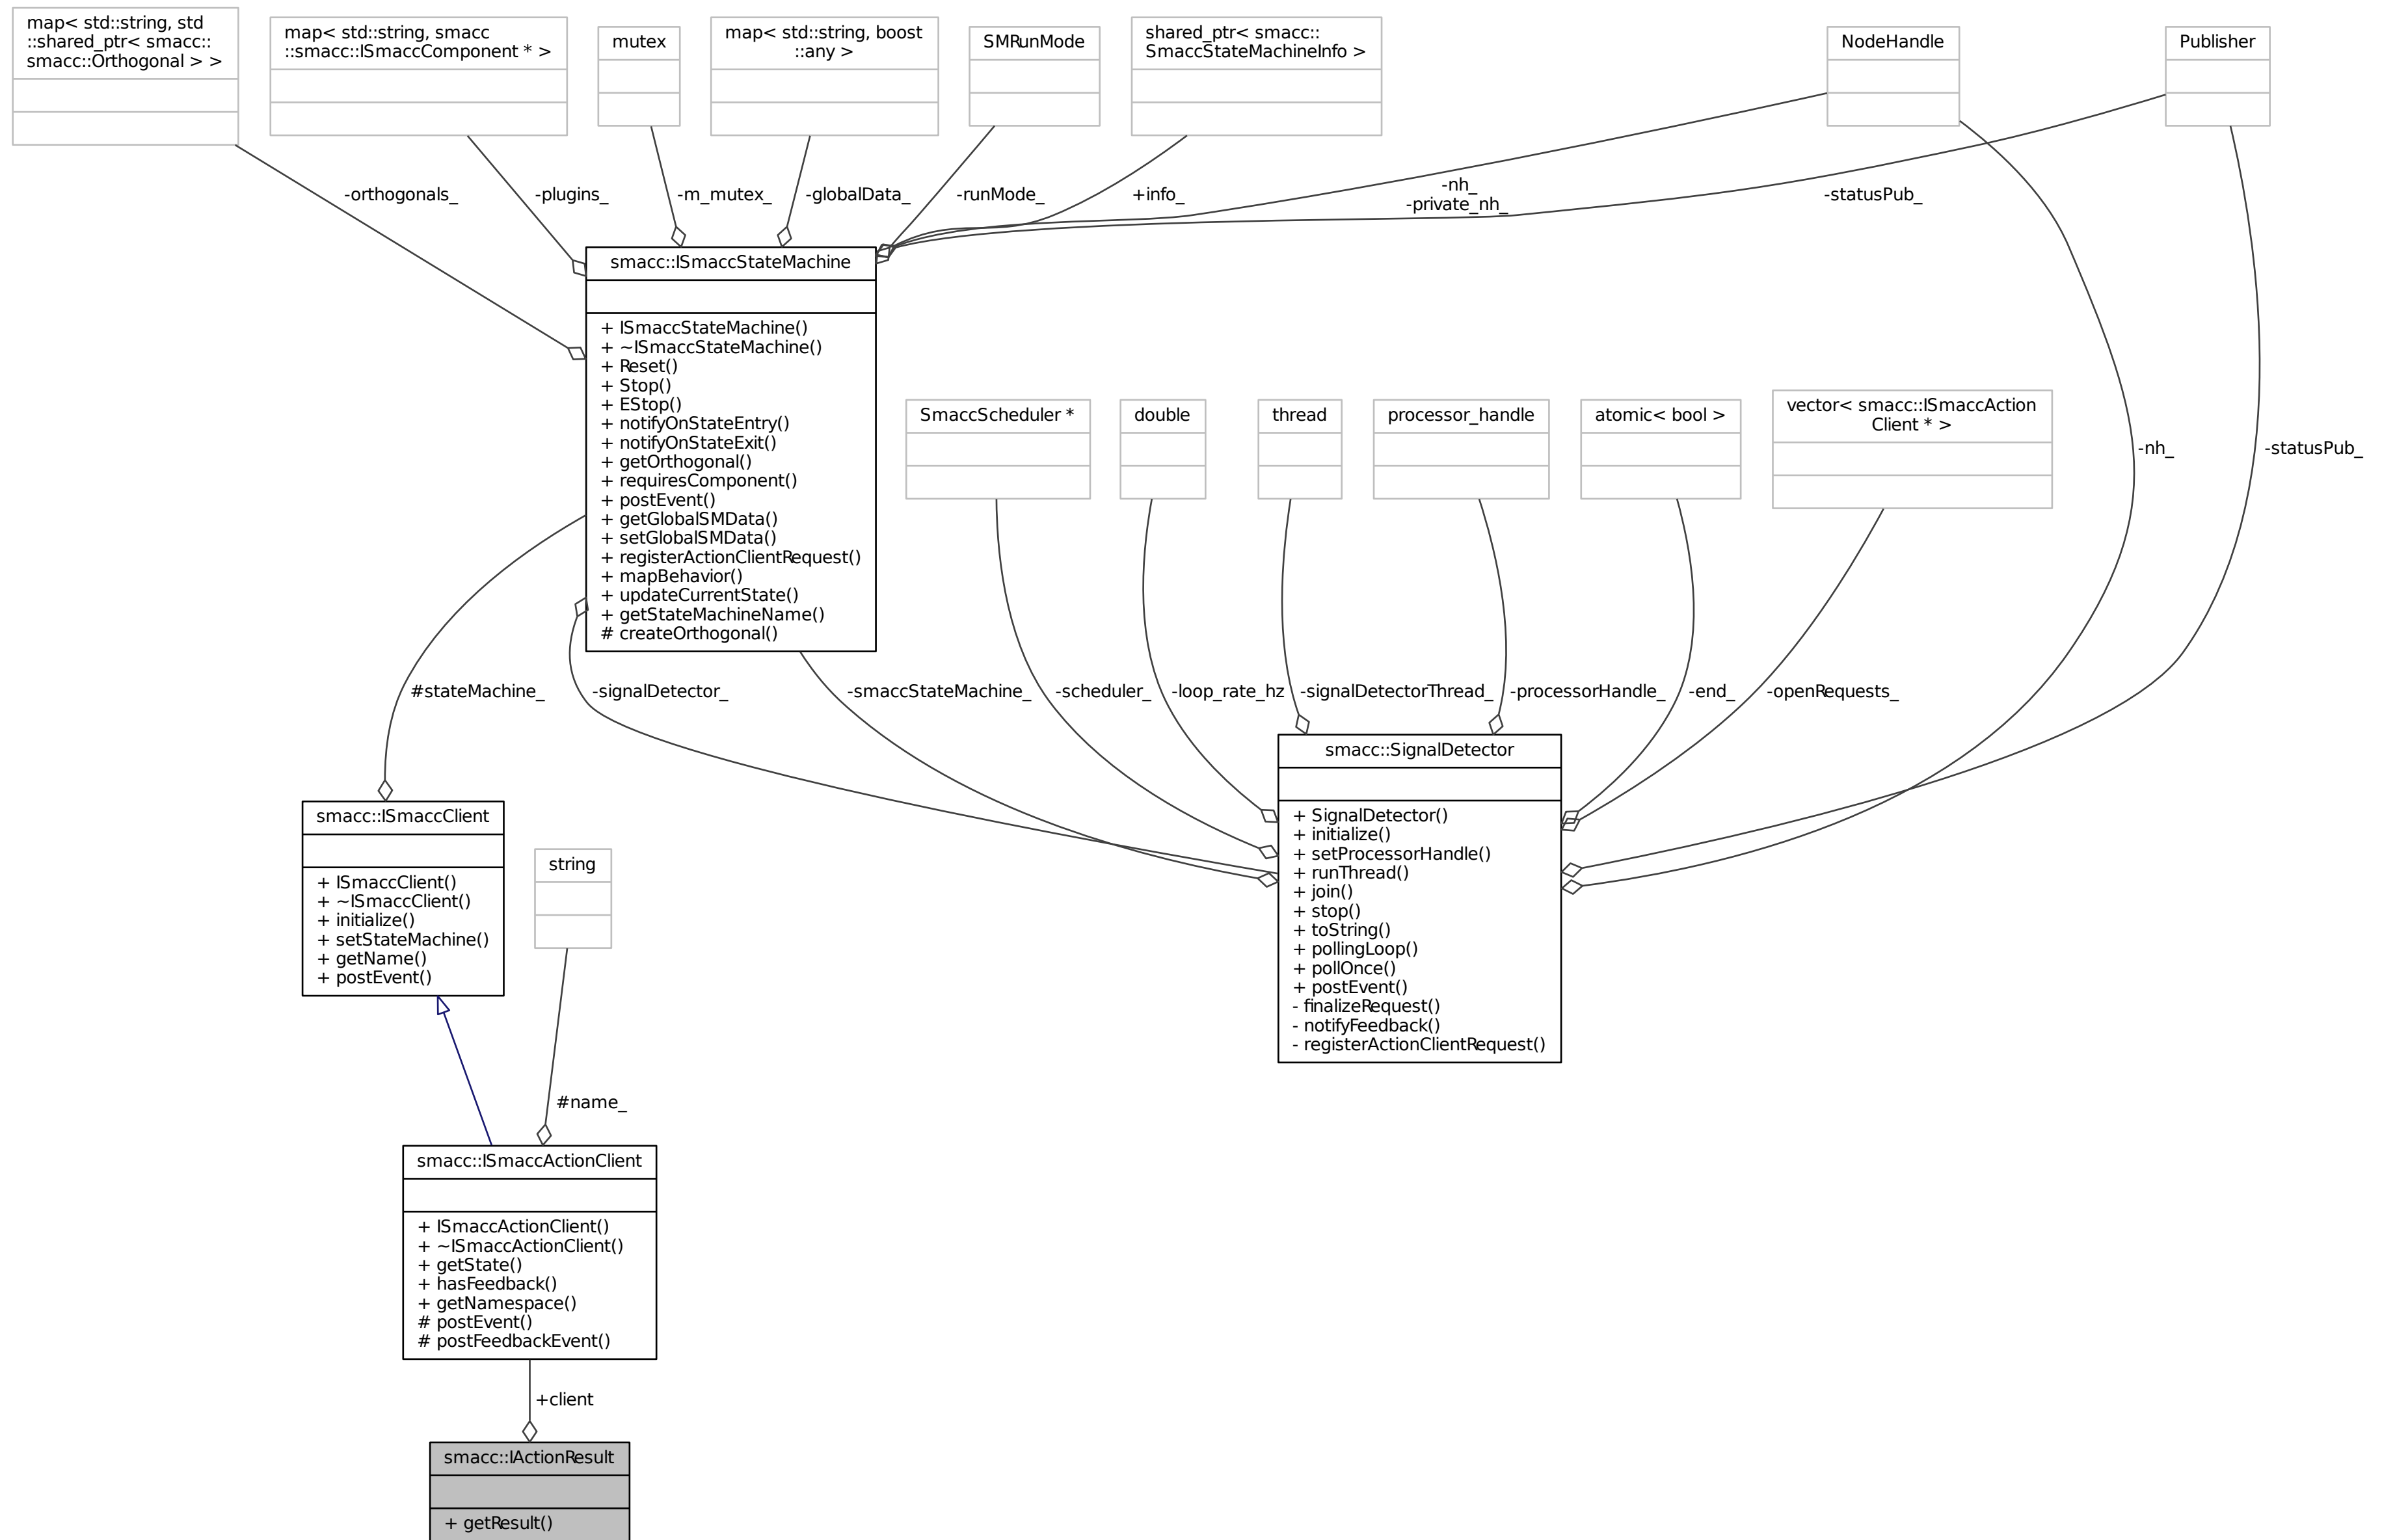 map< std::string, std
::shared_ptr< smacc::
smacc::Orthogonal > >
map< std::string, smacc
::smacc::ISmaccComponent * >
mutex
map< std::string, boost
::any >
SMRunMode
shared_ptr< smacc::
SmaccStateMachineInfo >
NodeHandle
Publisher
-orthogonals_
-plugins_
-m_mutex_
-globalData_
-runMode_
+info_
-nh_
-private_nh_
-statusPub_
smacc::ISmaccStateMachine
+ ISmaccStateMachine()
+ ~ISmaccStateMachine()
+ Reset()
+ Stop()
+ EStop()
+ notifyOnStateEntry()
+ notifyOnStateExit()
+ getOrthogonal()
+ requiresComponent()
+ postEvent()
+ getGlobalSMData()
+ setGlobalSMData()
+ registerActionClientRequest()
+ mapBehavior()
+ updateCurrentState()
+ getStateMachineName()
# createOrthogonal()
SmaccScheduler *
double
thread
processor_handle
atomic< bool >
vector< smacc::ISmaccAction
Client * >
-nh_
-statusPub_
#stateMachine_
-signalDetector_
-smaccStateMachine_
-scheduler_
-loop_rate_hz
-signalDetectorThread_
-processorHandle_
-end_
-openRequests_
smacc::SignalDetector
+ SignalDetector()
+ initialize()
+ setProcessorHandle()
+ runThread()
+ join()
+ stop()
+ toString()
+ pollingLoop()
+ pollOnce()
+ postEvent()
- finalizeRequest()
- notifyFeedback()
- registerActionClientRequest()
smacc::ISmaccClient
+ ISmaccClient()
+ ~ISmaccClient()
+ initialize()
+ setStateMachine()
+ getName()
+ postEvent()
string
#name_
smacc::ISmaccActionClient
+ ISmaccActionClient()
+ ~ISmaccActionClient()
+ getState()
+ hasFeedback()
+ getNamespace()
# postEvent()
# postFeedbackEvent()
+client
smacc::IActionResult
+ getResult()